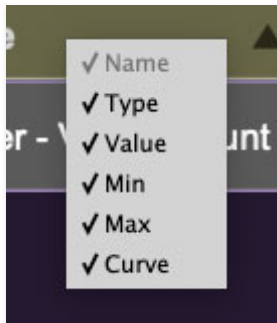 ✓ Name
✓ Type
✓ Value
✓ Min
✓ Max
✓ Curve